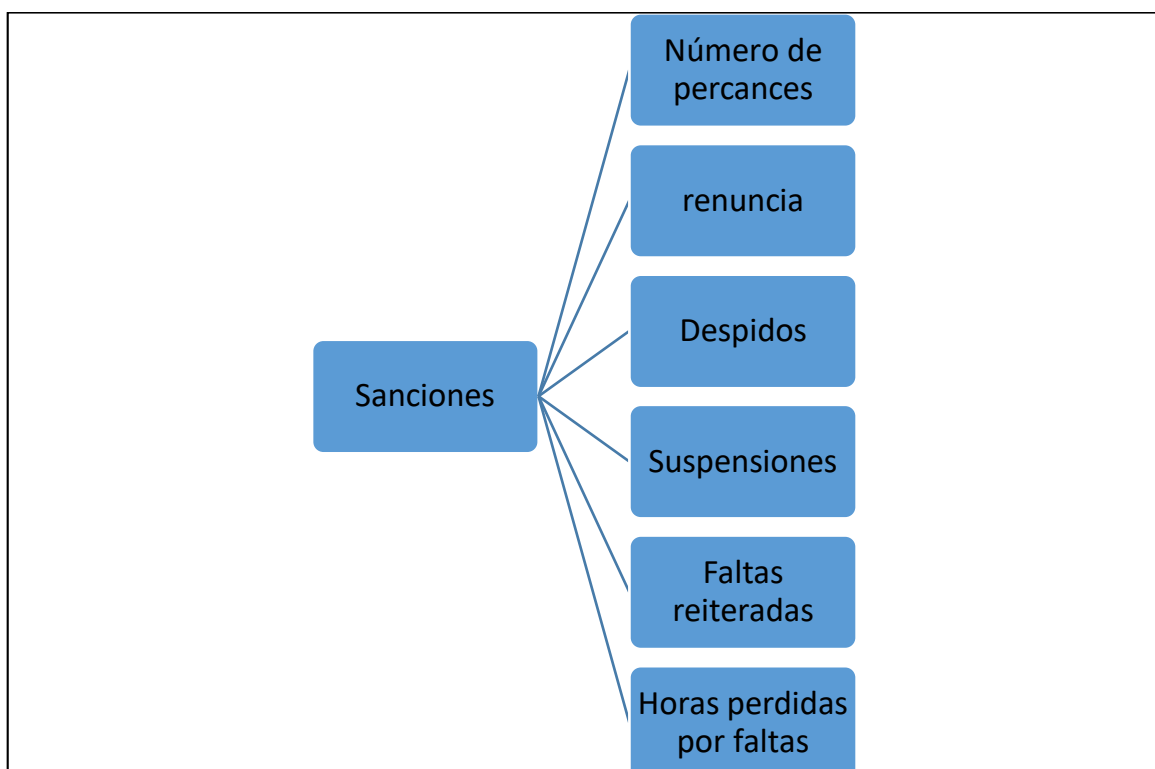 Número de
percances
renuncia
Despidos
Sanciones
Suspensiones
Faltas
reiteradas
Horas perdidas
por faltas